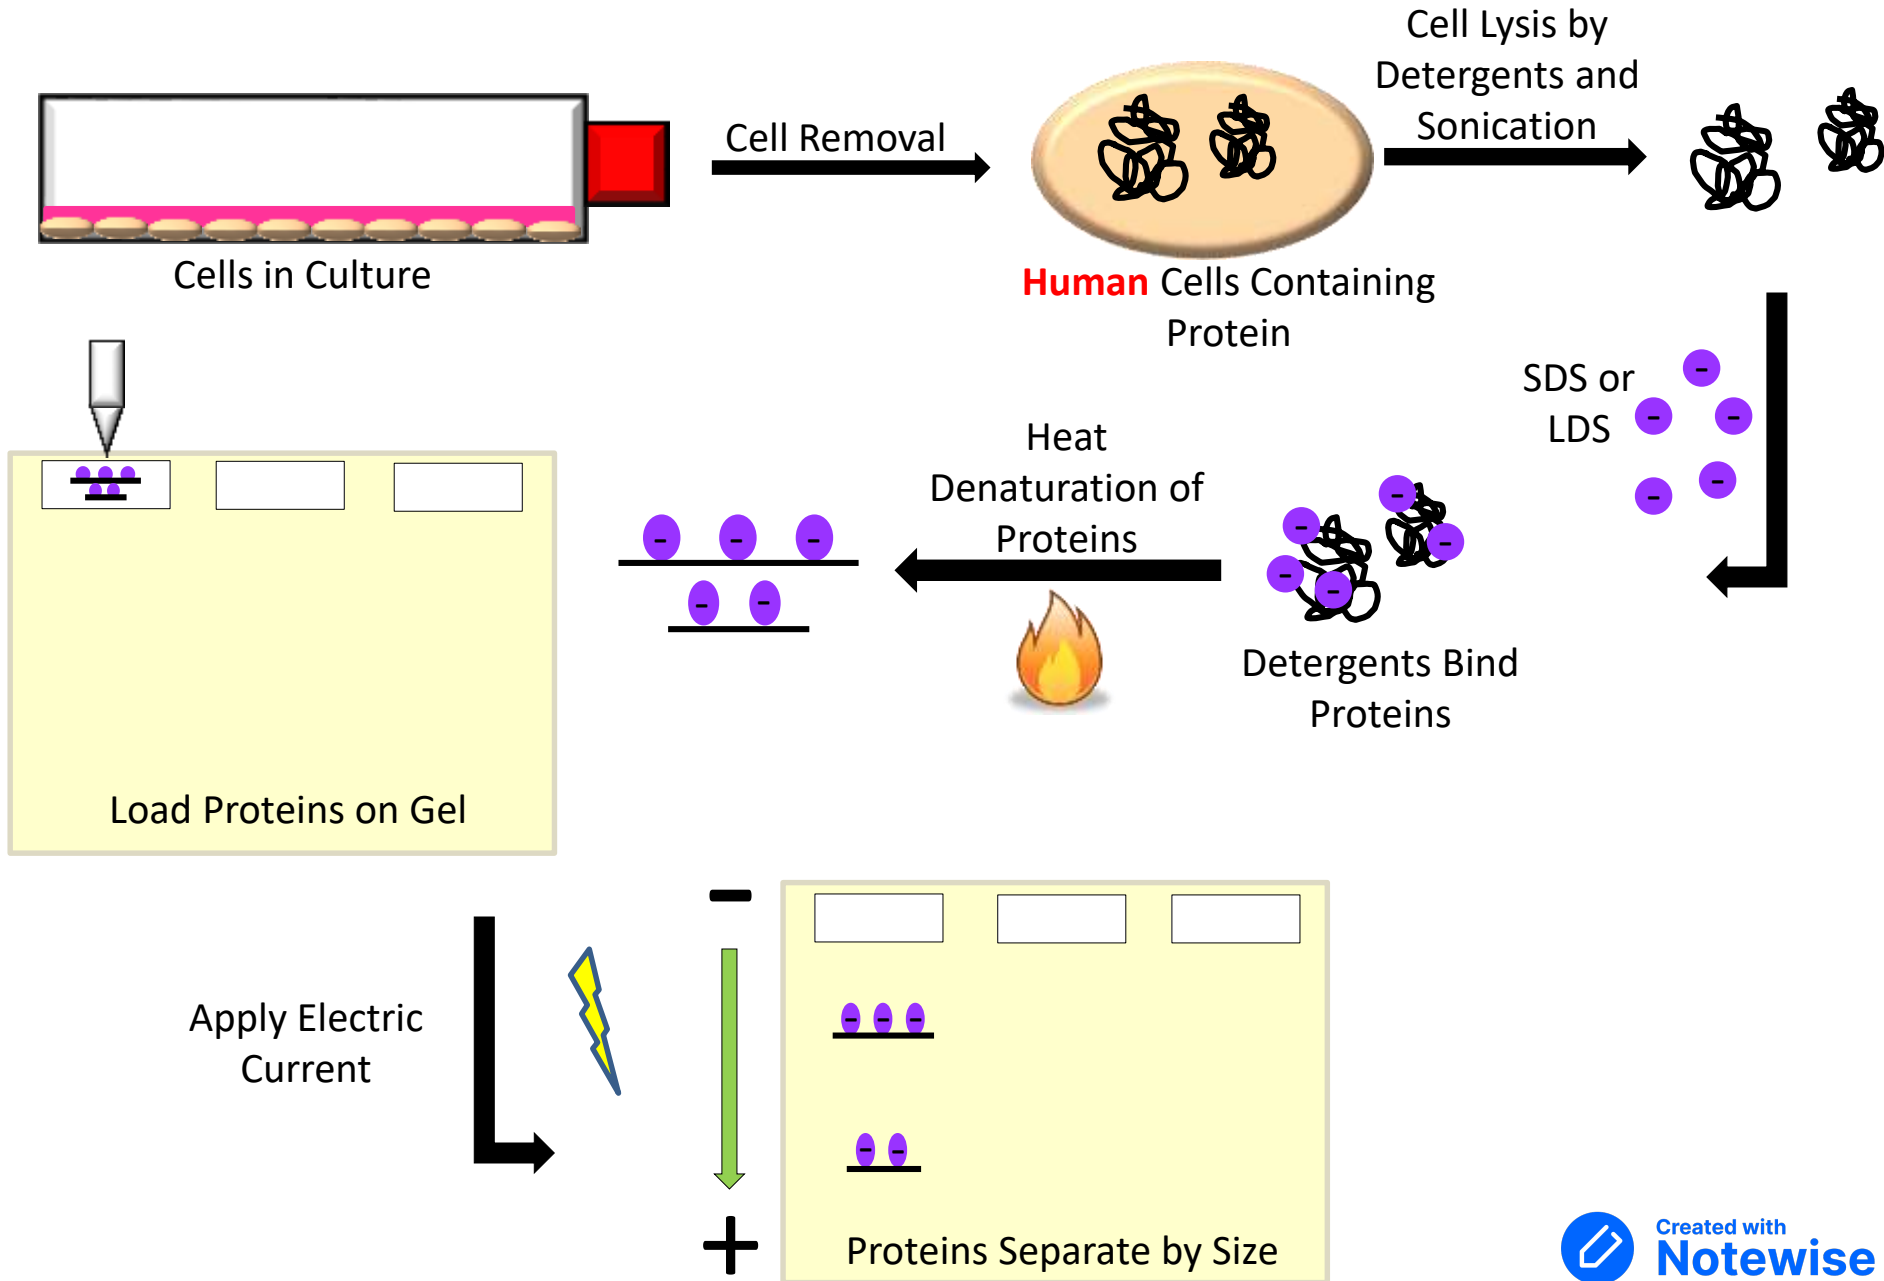 Cell Lysis by
Detergents and
Sonication
Cell Removal
Cells in Culture
Human Cells Containing
Protein
SDS or
LDS
-
-
-
-
-
Heat
Denaturation of
Proteins
- - -
- -
-
-
-
-
-
-
Detergents Bind
Proteins
Load Proteins on Gel
Apply Electric
Current
-
- - -
- -
+
Proteins Separate by Size
Created with
Notewise